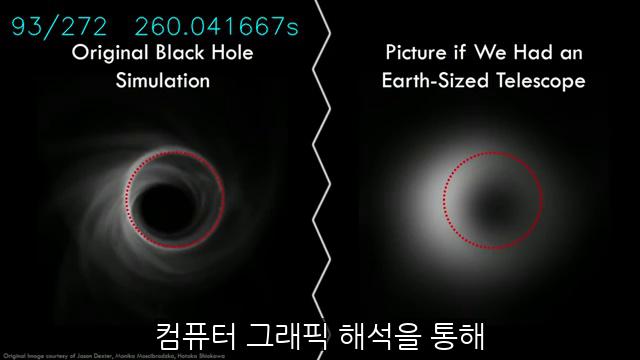 93/272 260.041667s
Original Black Hole
Simulation
Picture if We Had an
Earth-Sized Telescope
컴퓨터 그래픽 해석을 통해
Original Image courtesy of Jason Dexter, Monika Moscibrodzka, Hotaka Shiokawa